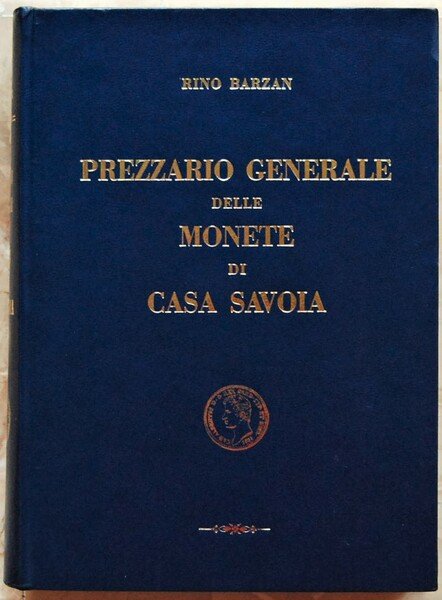 RINO BARZAN
PREZZARIO GENERALE
DELLE
MONETE
DI
CASA SAVOIA